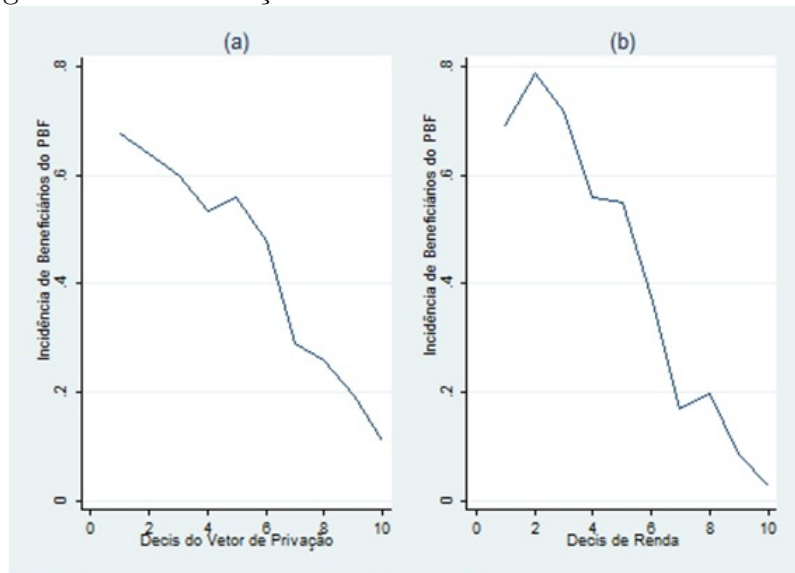 (a)
Incidência de Beneficiários do PBF
.8
.6
.4
.2
0
0 2 4 6 8 10
Decis do Vetor de Privação
(b)
Incidência de Beneficiários do PBF
.8
.6
.4
.2
0
0 2 4 6 8 10
Decis de Renda